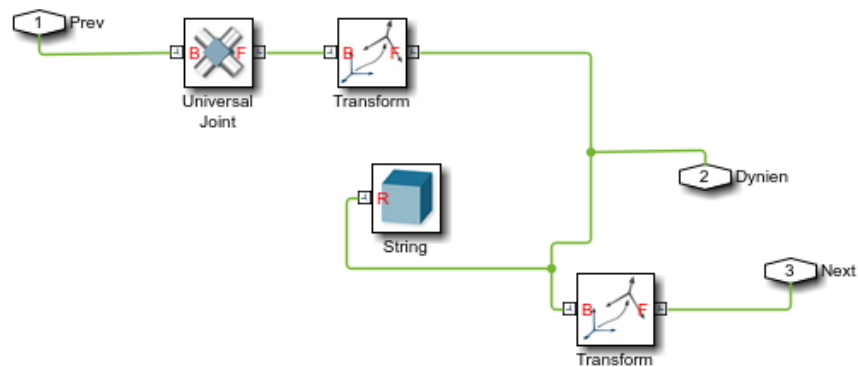 1 Prev
B F
Universal
Joint
B F
Transform
R
String
2 Dynien
B F
Transform
3 Next